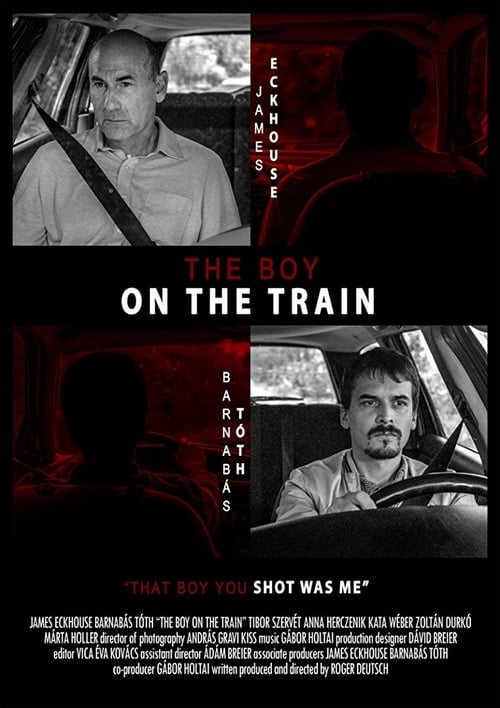 JAMES
ECKHOUSE
THE BOY
ON THE TRAIN
BARNABÁS
TÓTH
"THAT BOY YOU SHOT WAS ME"
JAMES ECKHOUSE BARNABÁS TÓTH "THE BOY ON THE TRAIN" TIBOR SZERVÉT ANNA HERCZENIK KATA WÉBER ZOLTÁN DURKÓ
MÁRTA HOLLER director of photography ANDRÁS GRAVI KISS music GÁBOR HOLTAI production designer DÁVID BREIER
editor VICA ÉVA KOVÁCS assistant director ÁDÁM BREIER associate producers JAMES ECKHOUSE BARNABÁS TÓTH
co-producer GÁBOR HOLTAI written produced and directed by ROGER DEUTSCH